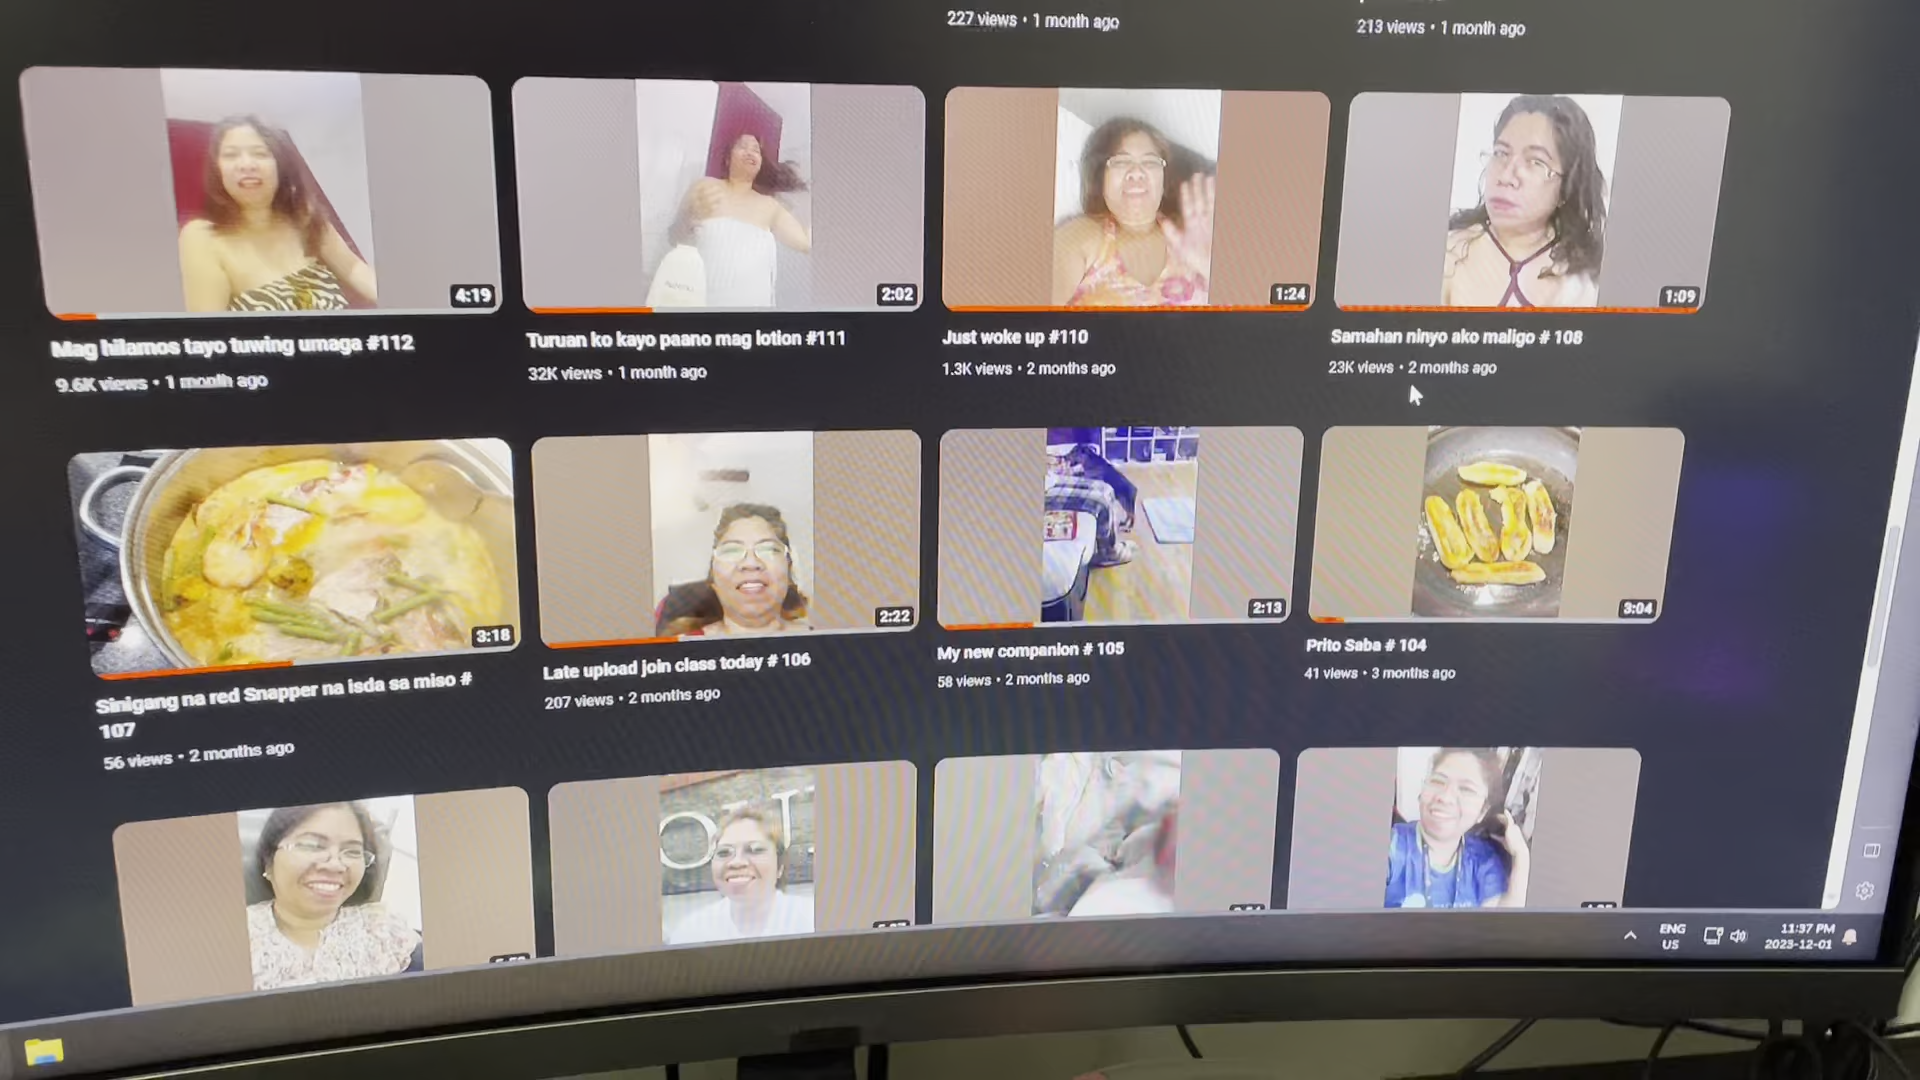 227 views • 1 month ago
213 views • 1 month ago
4:19
2:02
1:24
1:09
Mag hilamos tayo tuwing umaga #112
9.6K views • 1 month ago
Turuan ko kayo paano mag lotion #111
32K views • 1 month ago
Just woke up #110
1.3K views • 2 months ago
Samahan ninyo ako maligo # 108
23K views • 2 months ago
3:18
2:22
2:13
3:04
Sinigang na red Snapper na isda sa miso #
107
56 views • 2 months ago
Late upload join class today # 106
207 views • 2 months ago
My new companion # 105
58 views • 2 months ago
Prito Saba # 104
41 views • 3 months ago
OU
ENG
US
11:37 PM
2023-12-01